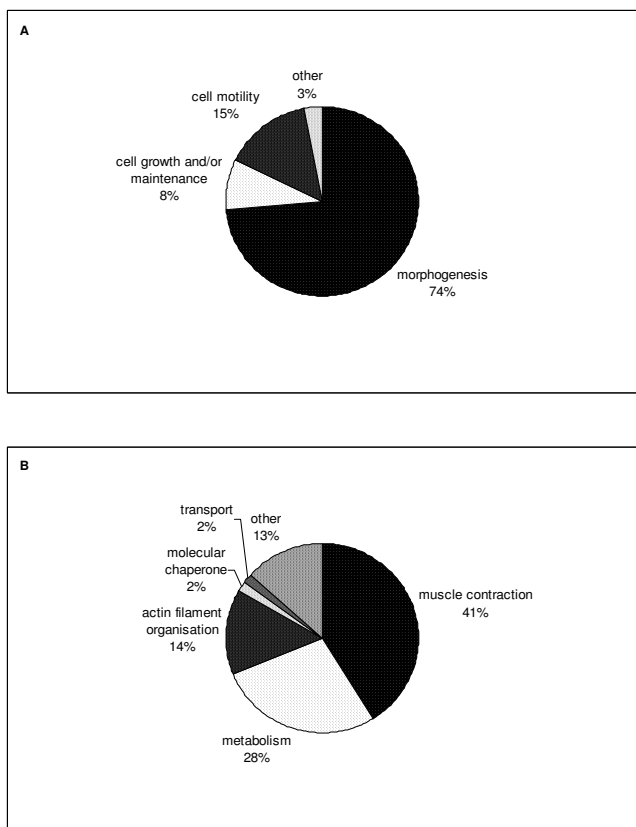 A
other
3%
cell motility
15%
cell growth and/or
maintenance
8%
morphogenesis
74%
B
transport
2%
other
13%
molecular
chaperone
2%
actin filament
organisation
14%
muscle contraction
41%
metabolism
28%